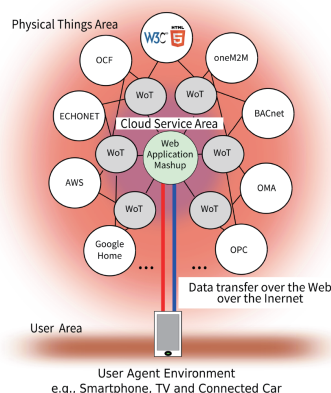 Physical Things Area
HTML
W3C 5
OCF
oneM2M
WoT
WoT
ECHONET
BACnet
Cloud Service Area
WoT
Web
Application
Mashup
WoT
AWS
OMA
WoT
WoT
Google
Home
...
...
OPC
Data transfer over the Web
over the Inernet
User Area
User Agent Environment
e.g., Smartphone, TV and Connected Car